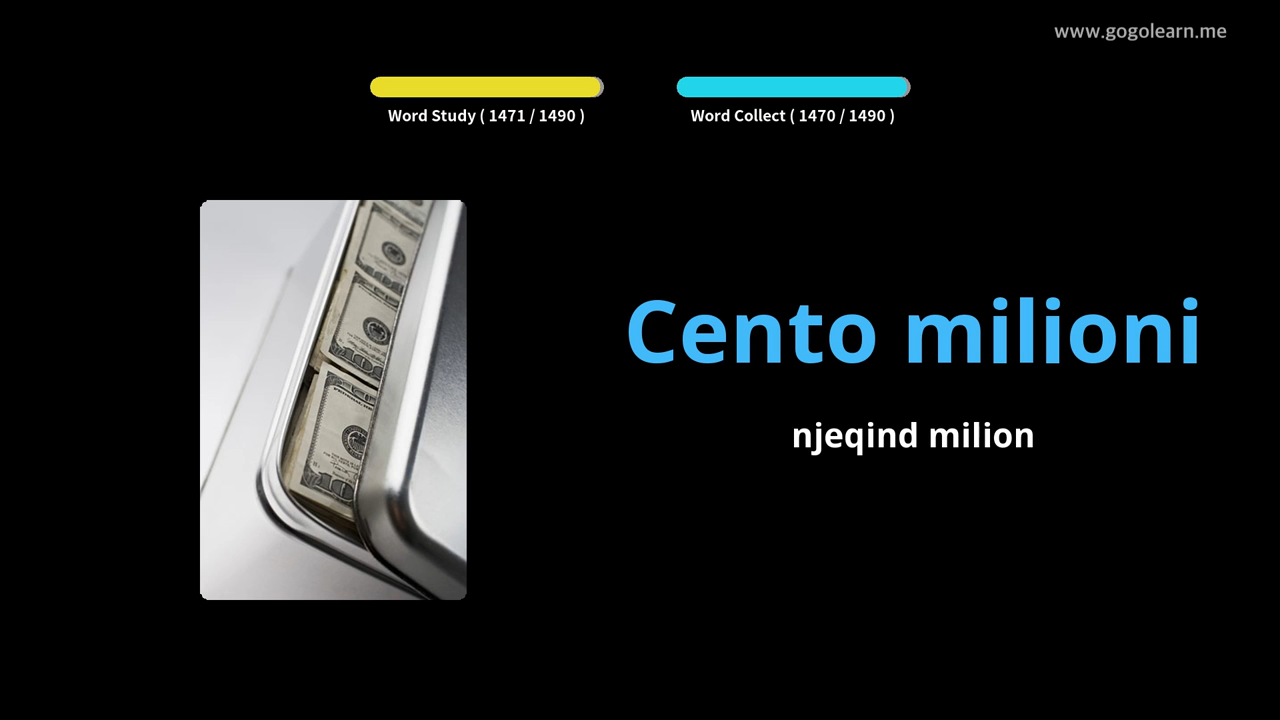 www.gogolearn.me
Word Study ( 1471 / 1490 )
Word Collect ( 1470 / 1490 )
Cento milioni
njeqind milion